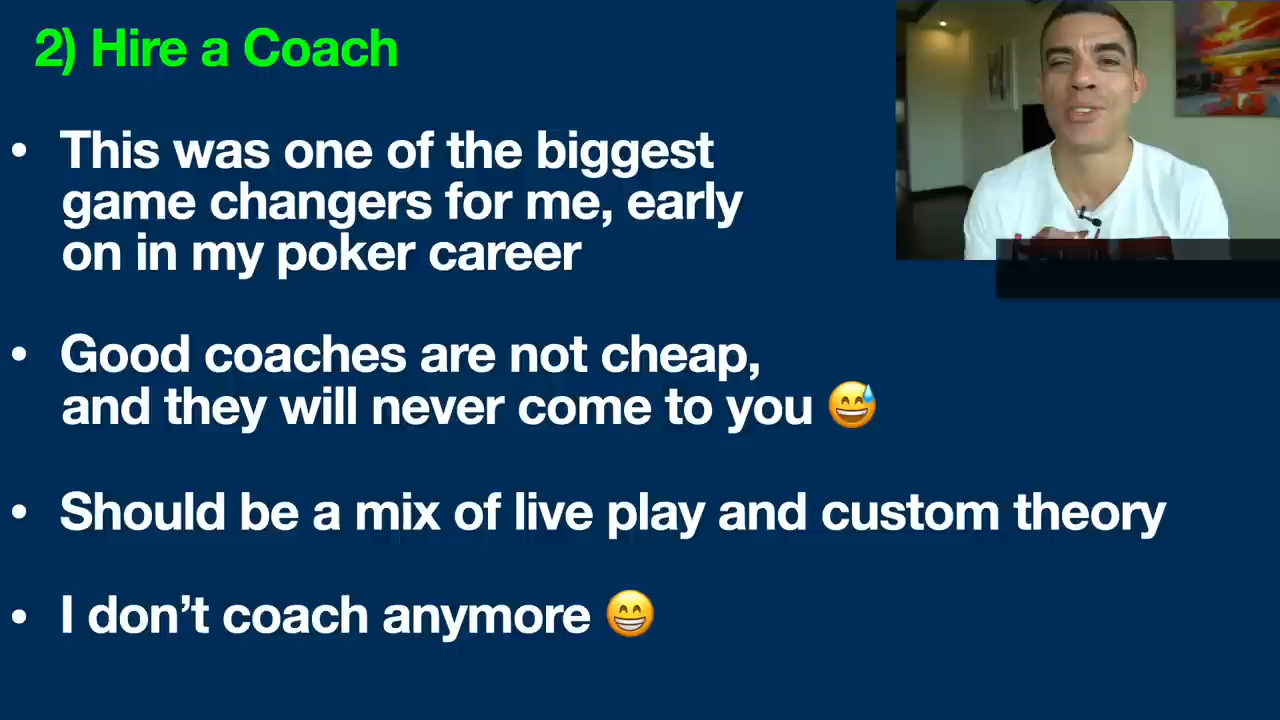 2) Hire a Coach
• This was one of the biggest
game changers for me, early
on in my poker career
• Good coaches are not cheap,
and they will never come to you 😅
• Should be a mix of live play and custom theory
• I don’t coach anymore 😁